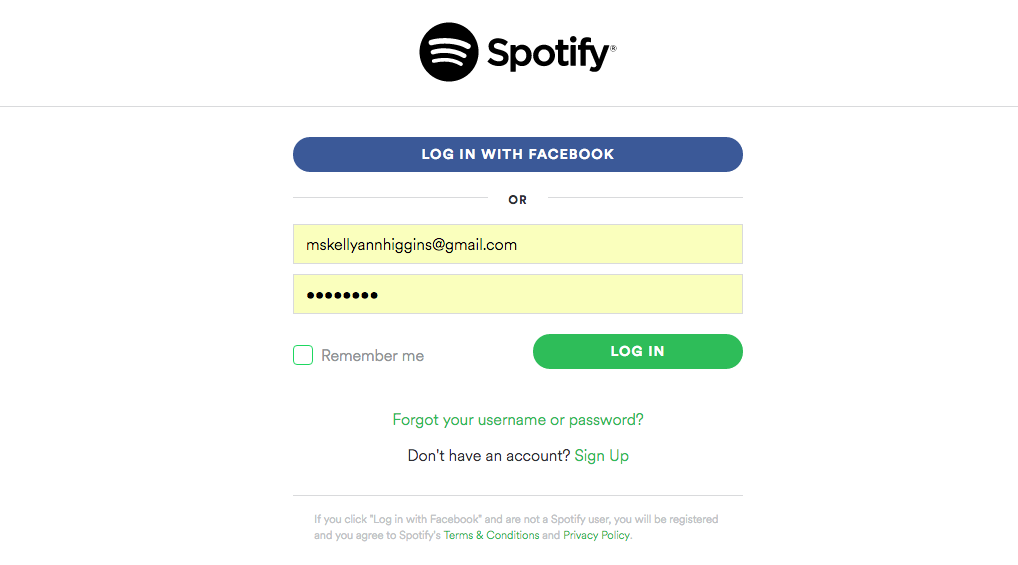 Spotify®
LOG IN WITH FACEBOOK
OR
mskellyannhiggins@gmail.com
••••••••
Remember me
LOG IN
Forgot your username or password?
Don't have an account? Sign Up
If you click "Log in with Facebook" and are not a Spotify user, you will be registered
and you agree to Spotify's Terms & Conditions and Privacy Policy.